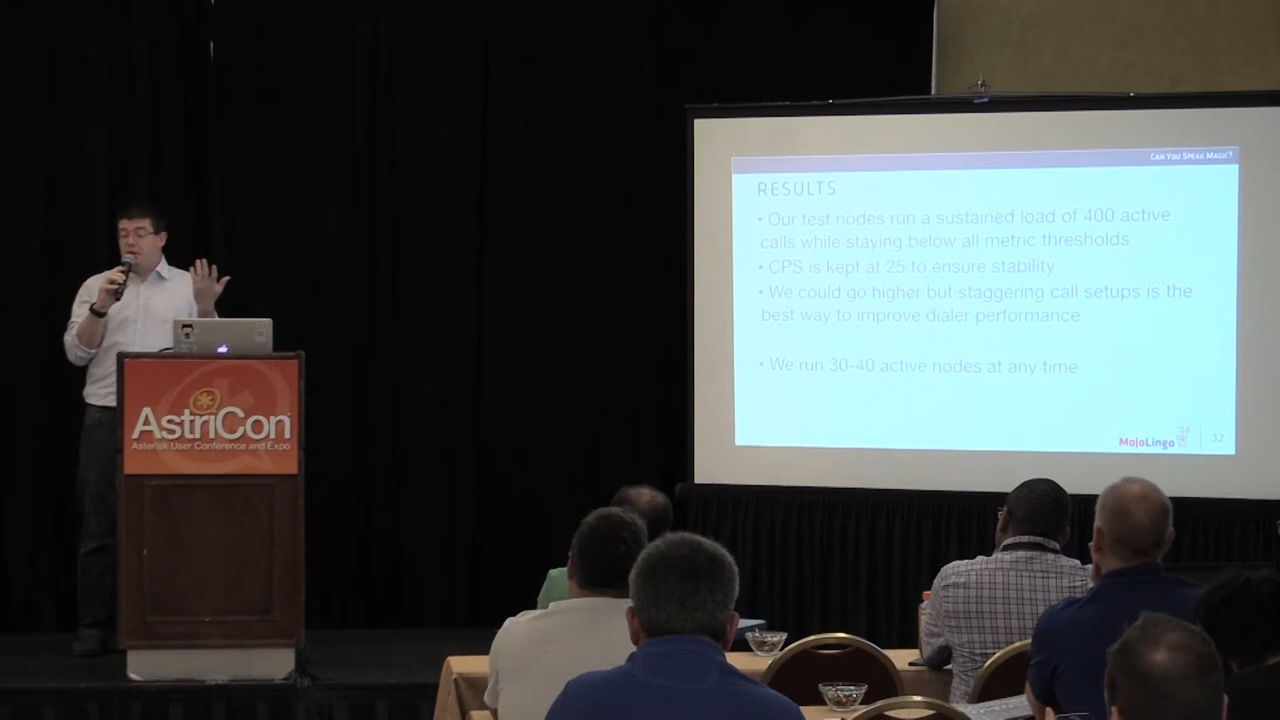 CAN YOU SPEAK MAGIC?
RESULTS
• Our test nodes run a sustained load of 400 active
calls while staying below all metric thresholds
• CPS is kept at 25 to ensure stability
• We could go higher but staggering call setups is the
best way to improve dialer performance
• We run 30-40 active nodes at any time
MojoLingo
32
AstriCon
Asterisk User Conference and Expo